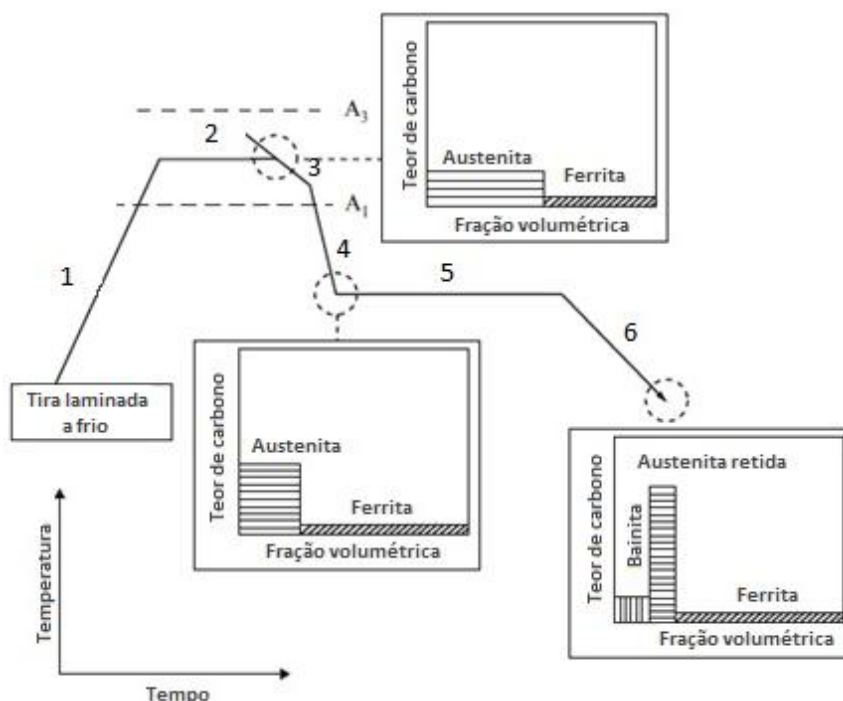 A₃
2
3
A₁
4
5
1
6
Tira laminada
a frio
Teor de carbono
Austenita
Ferrita
Fração volumétrica
Teor de carbono
Austenita
Ferrita
Fração volumétrica
Teor de carbono
Austenita retida
Bainita
Ferrita
Fração volumétrica
Temperatura
Tempo